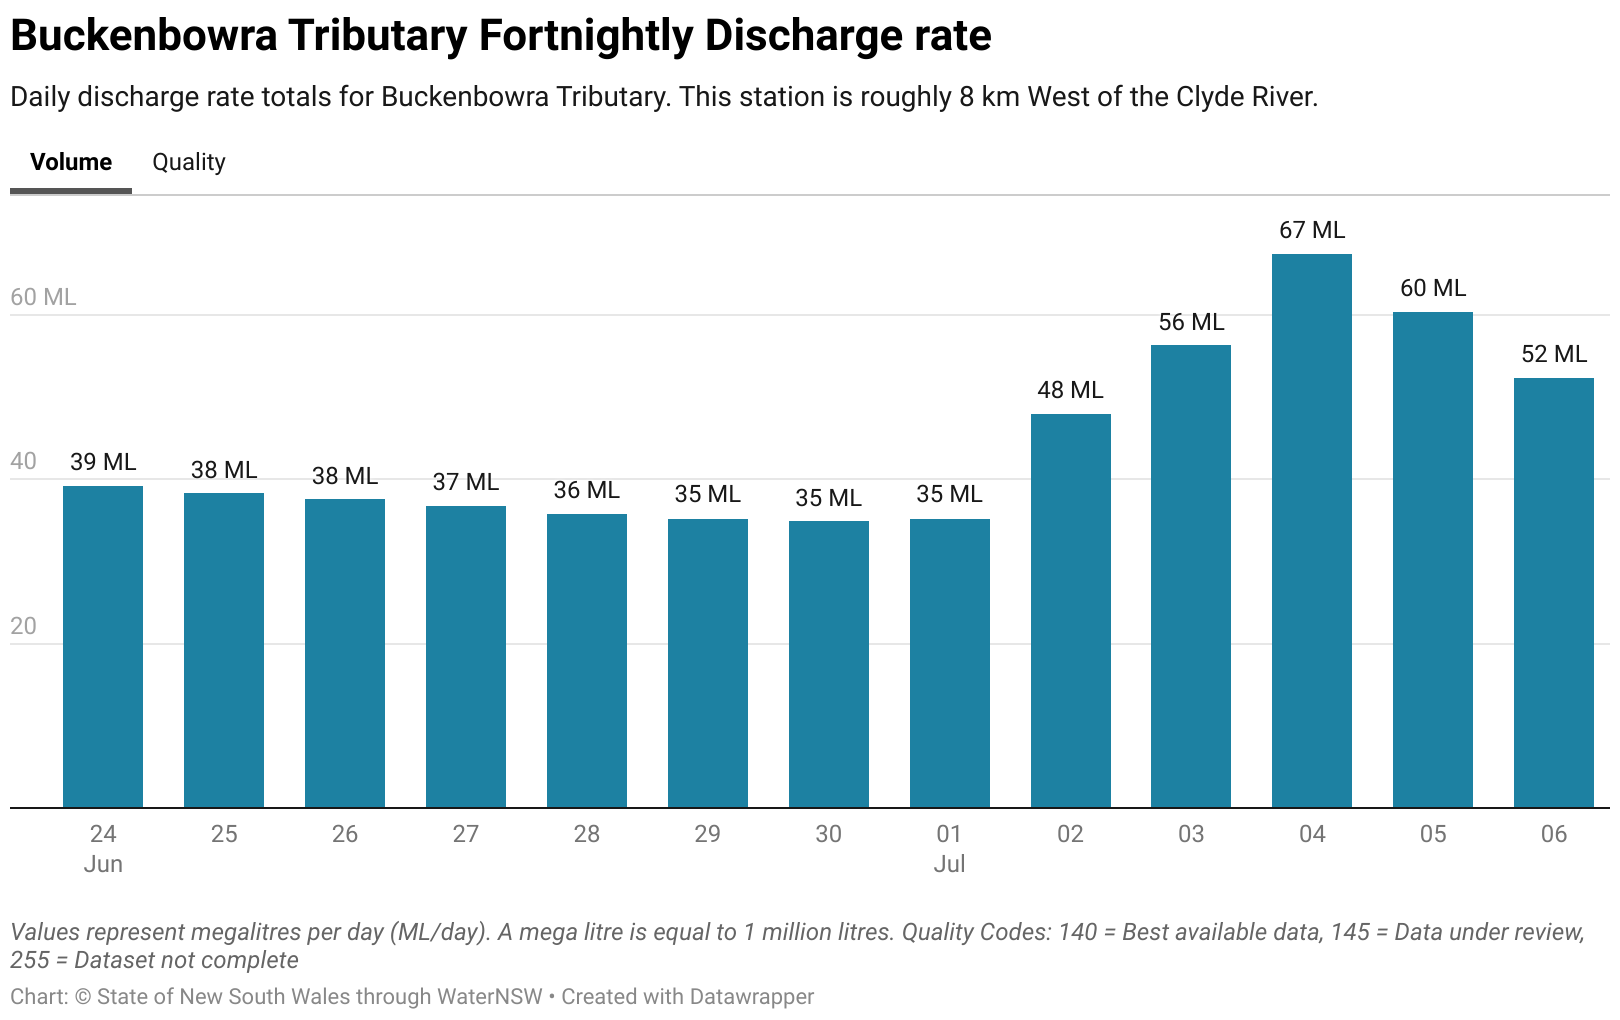 Buckenbowra Tributary Fortnightly Discharge rate
Daily discharge rate totals for Buckenbowra Tributary. This station is roughly 8 km West of the Clyde River.
Volume Quality
67 ML
60 ML
60 ML
56 ML
52 ML
48 ML
40
39 ML
38 ML
38 ML
37 ML
36 ML
35 ML
35 ML
35 ML
20
24 25 26 27 28 29 30 01 02 03 04 05 06
Jun Jul
Values represent megalitres per day (ML/day). A mega litre is equal to 1 million litres. Quality Codes: 140 = Best available data, 145 = Data under review,
255 = Dataset not complete
Chart: © State of New South Wales through WaterNSW • Created with Datawrapper